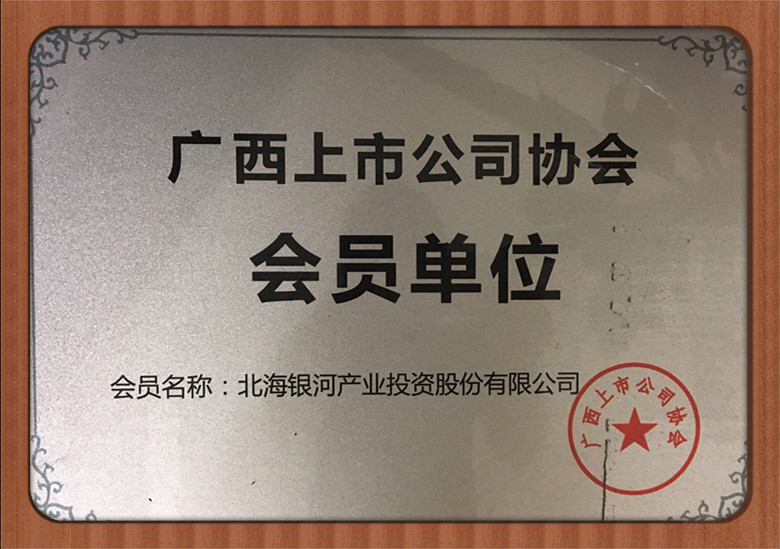 广西上市公司协会
会员单位
会员名称：北海银河产业投资股份有限公司
广西上市公司协会